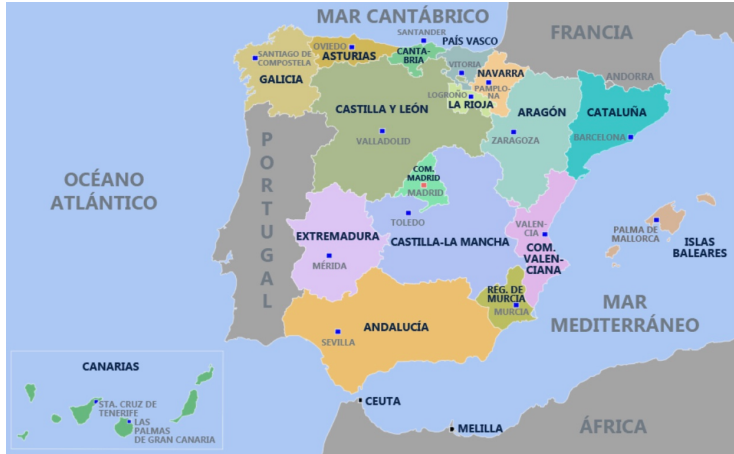 MAR CANTÁBRICO
FRANCIA
SANTANDER
PAÍS VASCO
OVIEDO
ASTURIAS
CANTA-
BRIA
SANTIAGO DE
COMPOSTELA
GALICIA
VITORIA
NAVARRA
PAMPLO-
NA
ANDORRA
LOGROÑO
LA RIOJA
CASTILLA Y LEÓN
VALLADOLID
ARAGÓN
ZARAGOZA
CATALUÑA
BARCELONA
PORTUGAL
OCÉANO
ATLÁNTICO
COM.
MADRID
MADRID
TOLEDO
CASTILLA-LA MANCHA
EXTREMADURA
MÉRIDA
VALEN-
CIA
COM.
VALEN-
CIANA
PALMA DE
MALLORCA
ISLAS
BALEARES
REG. DE
MURCIA
MURCIA
MAR
MEDITERRÁNEO
ANDALUCÍA
SEVILLA
CANARIAS
STA. CRUZ DE
TENERIFE
LAS
PALMAS
DE GRAN CANARIA
CEUTA
MELILLA
ÁFRICA